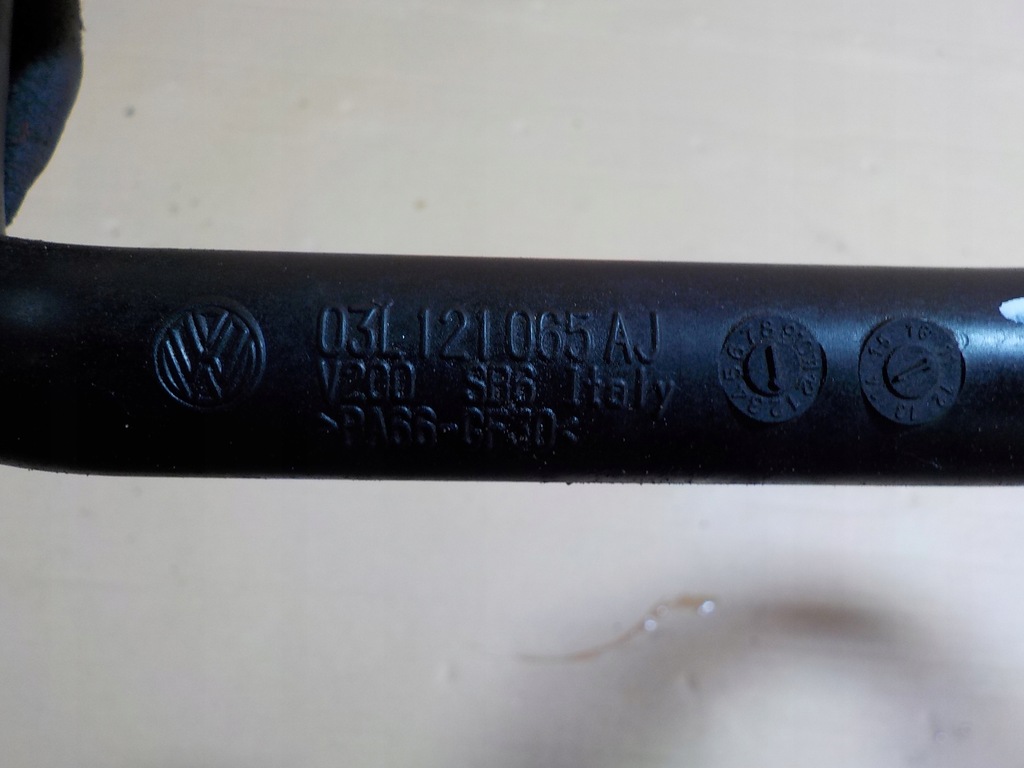 03L 121 065 AJ
V200 SB6 Italy
>PA66-GF30<